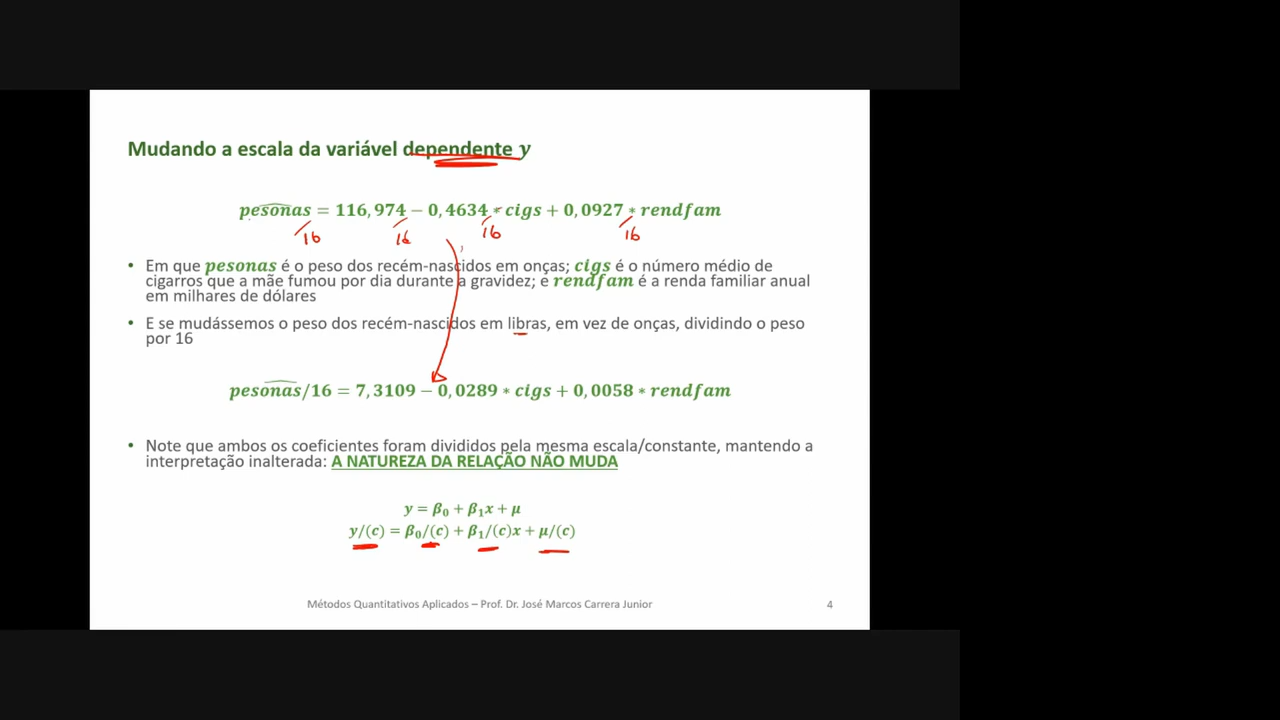 Mudando a escala da variável dependente y
pesonas = 116,974 − 0,4634 ∗ cigs + 0,0927 ∗ rendfam
/16 /16 /16 /16
• Em que pesonas é o peso dos recém-nascidos em onças; cigs é o número médio de
cigarros que a mãe fumou por dia durante a gravidez; e rendfam é a renda familiar anual
em milhares de dólares
• E se mudássemos o peso dos recém-nascidos em libras, em vez de onças, dividindo o peso
por 16
pesonas/16 = 7,3109 − 0,0289 ∗ cigs + 0,0058 ∗ rendfam
• Note que ambos os coeficientes foram divididos pela mesma escala/constante, mantendo a
interpretação inalterada: A NATUREZA DA RELAÇÃO NÃO MUDA
y = β₀ + β₁x + μ
y/(c) = β₀/(c) + β₁/(c)x + μ/(c)
Métodos Quantitativos Aplicados – Prof. Dr. José Marcos Carrera Junior
4